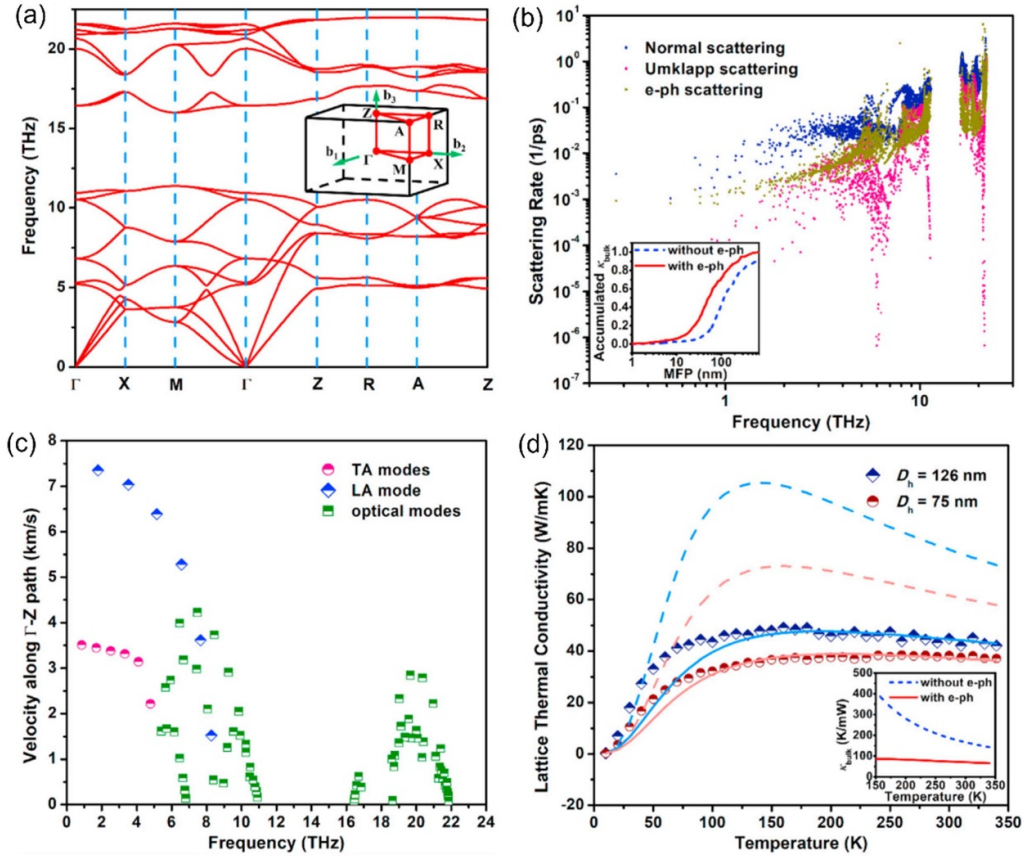 (a)
20
15
10
5
0
Frequency (THz)
b3
Z
R
A
b1
Γ
b2
M
X
Γ X M Γ Z R A Z
(b)
10^1
10^0
10^-1
10^-2
10^-3
10^-4
10^-5
10^-6
10^-7
Scattering Rate (1/ps)
Normal scattering
Umklapp scattering
e-ph scattering
Accumulated κbulk
1.0
0.8
0.6
0.4
0.2
0.0
without e-ph
with e-ph
1 10 100
MFP (nm)
1 10
Frequency (THz)
(c)
8
7
6
5
4
3
2
1
0
Velocity along Γ-Z path (km/s)
TA modes
LA mode
optical modes
0 2 4 6 8 10 12 14 16 18 20 22 24
Frequency (THz)
(d)
120
100
80
60
40
20
0
-20
Lattice Thermal Conductivity (W/mK)
Dh = 126 nm
Dh = 75 nm
κbulk (K/mW)
500
400
300
200
100
0
without e-ph
with e-ph
150 200 250 300 350
Temperature (K)
0 50 100 150 200 250 300 350
Temperature (K)